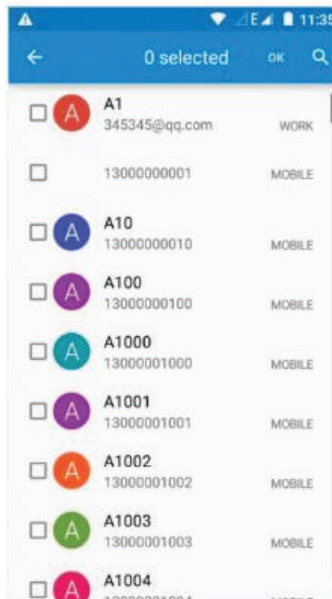 E 11:35
0 selected OK
A A1
345345@qq.com WORK
13000000001 MOBILE
A A10
13000000010 MOBILE
A A100
13000000100 MOBILE
A A1000
13000001000 MOBILE
A A1001
13000001001 MOBILE
A A1002
13000001002 MOBILE
A A1003
13000001003 MOBILE
A A1004